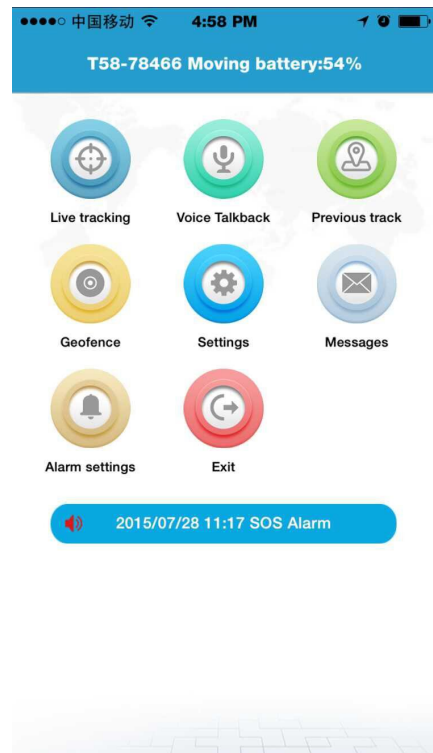 中国移动 4:58 PM
T58-78466 Moving battery:54%
Live tracking Voice Talkback Previous track
Geofence Settings Messages
Alarm settings Exit
2015/07/28 11:17 SOS Alarm